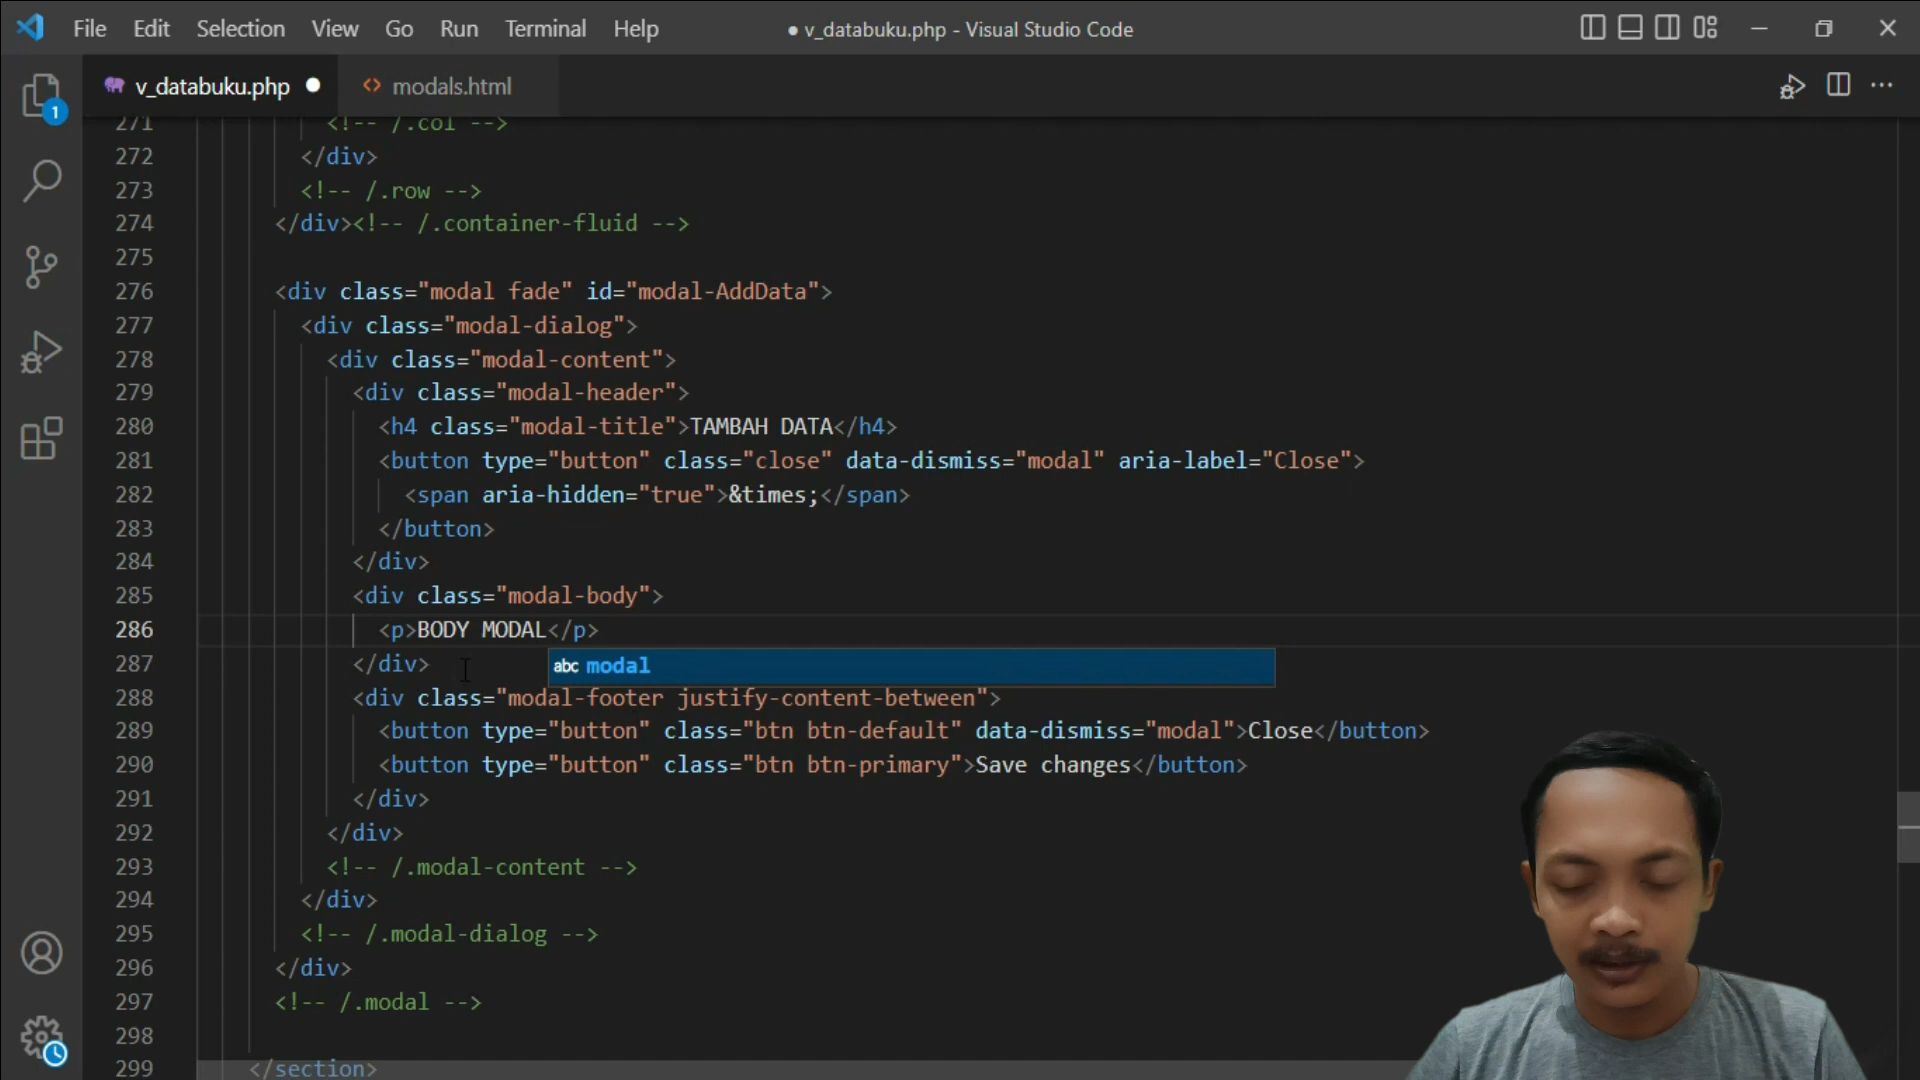 File Edit Selection View Go Run Terminal Help ● v_databuku.php - Visual Studio Code
1 v_databuku.php ● <> modals.html ···
271 <!-- /.col -->
272 </div>
273 <!-- /.row -->
274 </div><!-- /.container-fluid -->
275
276 <div class="modal fade" id="modal-AddData">
277 <div class="modal-dialog">
278 <div class="modal-content">
279 <div class="modal-header">
280 <h4 class="modal-title">TAMBAH DATA</h4>
281 <button type="button" class="close" data-dismiss="modal" aria-label="Close">
282 <span aria-hidden="true">&times;</span>
283 </button>
284 </div>
285 <div class="modal-body">
286 <p>BODY MODAL</p>
287 </div>
abc modal
288 <div class="modal-footer justify-content-between">
289 <button type="button" class="btn btn-default" data-dismiss="modal">Close</button>
290 <button type="button" class="btn btn-primary">Save changes</button>
291 </div>
292 </div>
293 <!-- /.modal-content -->
294 </div>
295 <!-- /.modal-dialog -->
296 </div>
297 <!-- /.modal -->
298
299 </section>